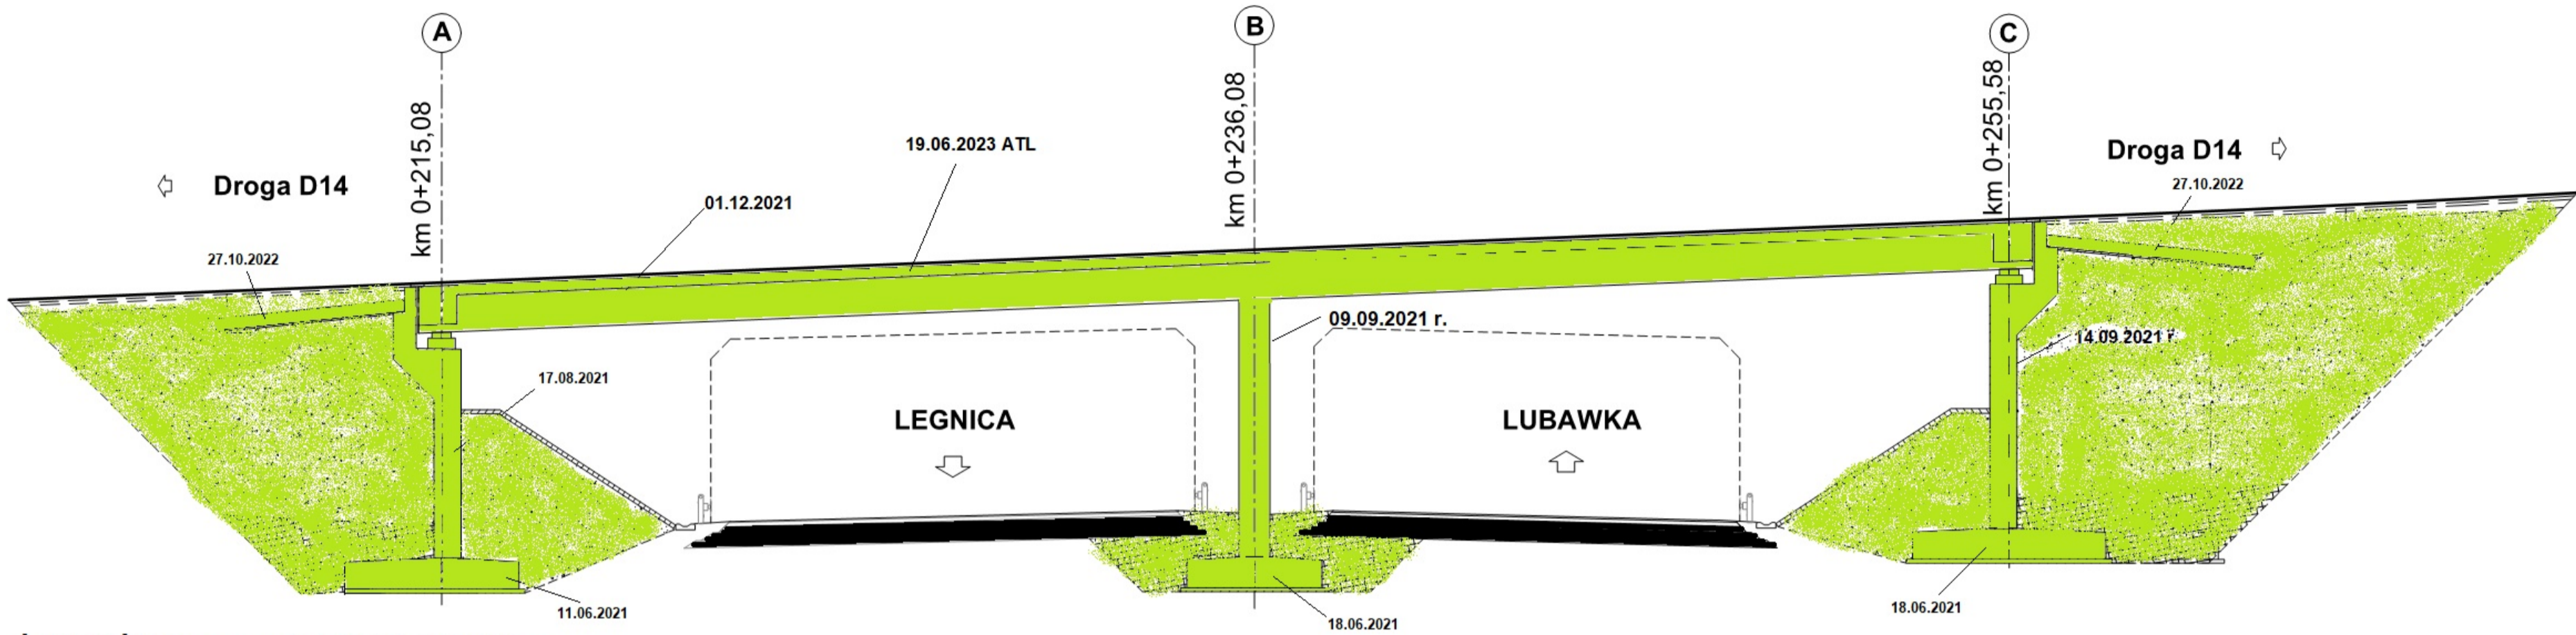 A
B
C
km 0+215,08
km 0+236,08
km 0+255,58
19.06.2023 ATL
Droga D14
Droga D14
27.10.2022
01.12.2021
27.10.2022
09.09.2021 r.
14.09.2021 r
17.08.2021
LEGNICA
LUBAWKA
11.06.2021
18.06.2021
18.06.2021